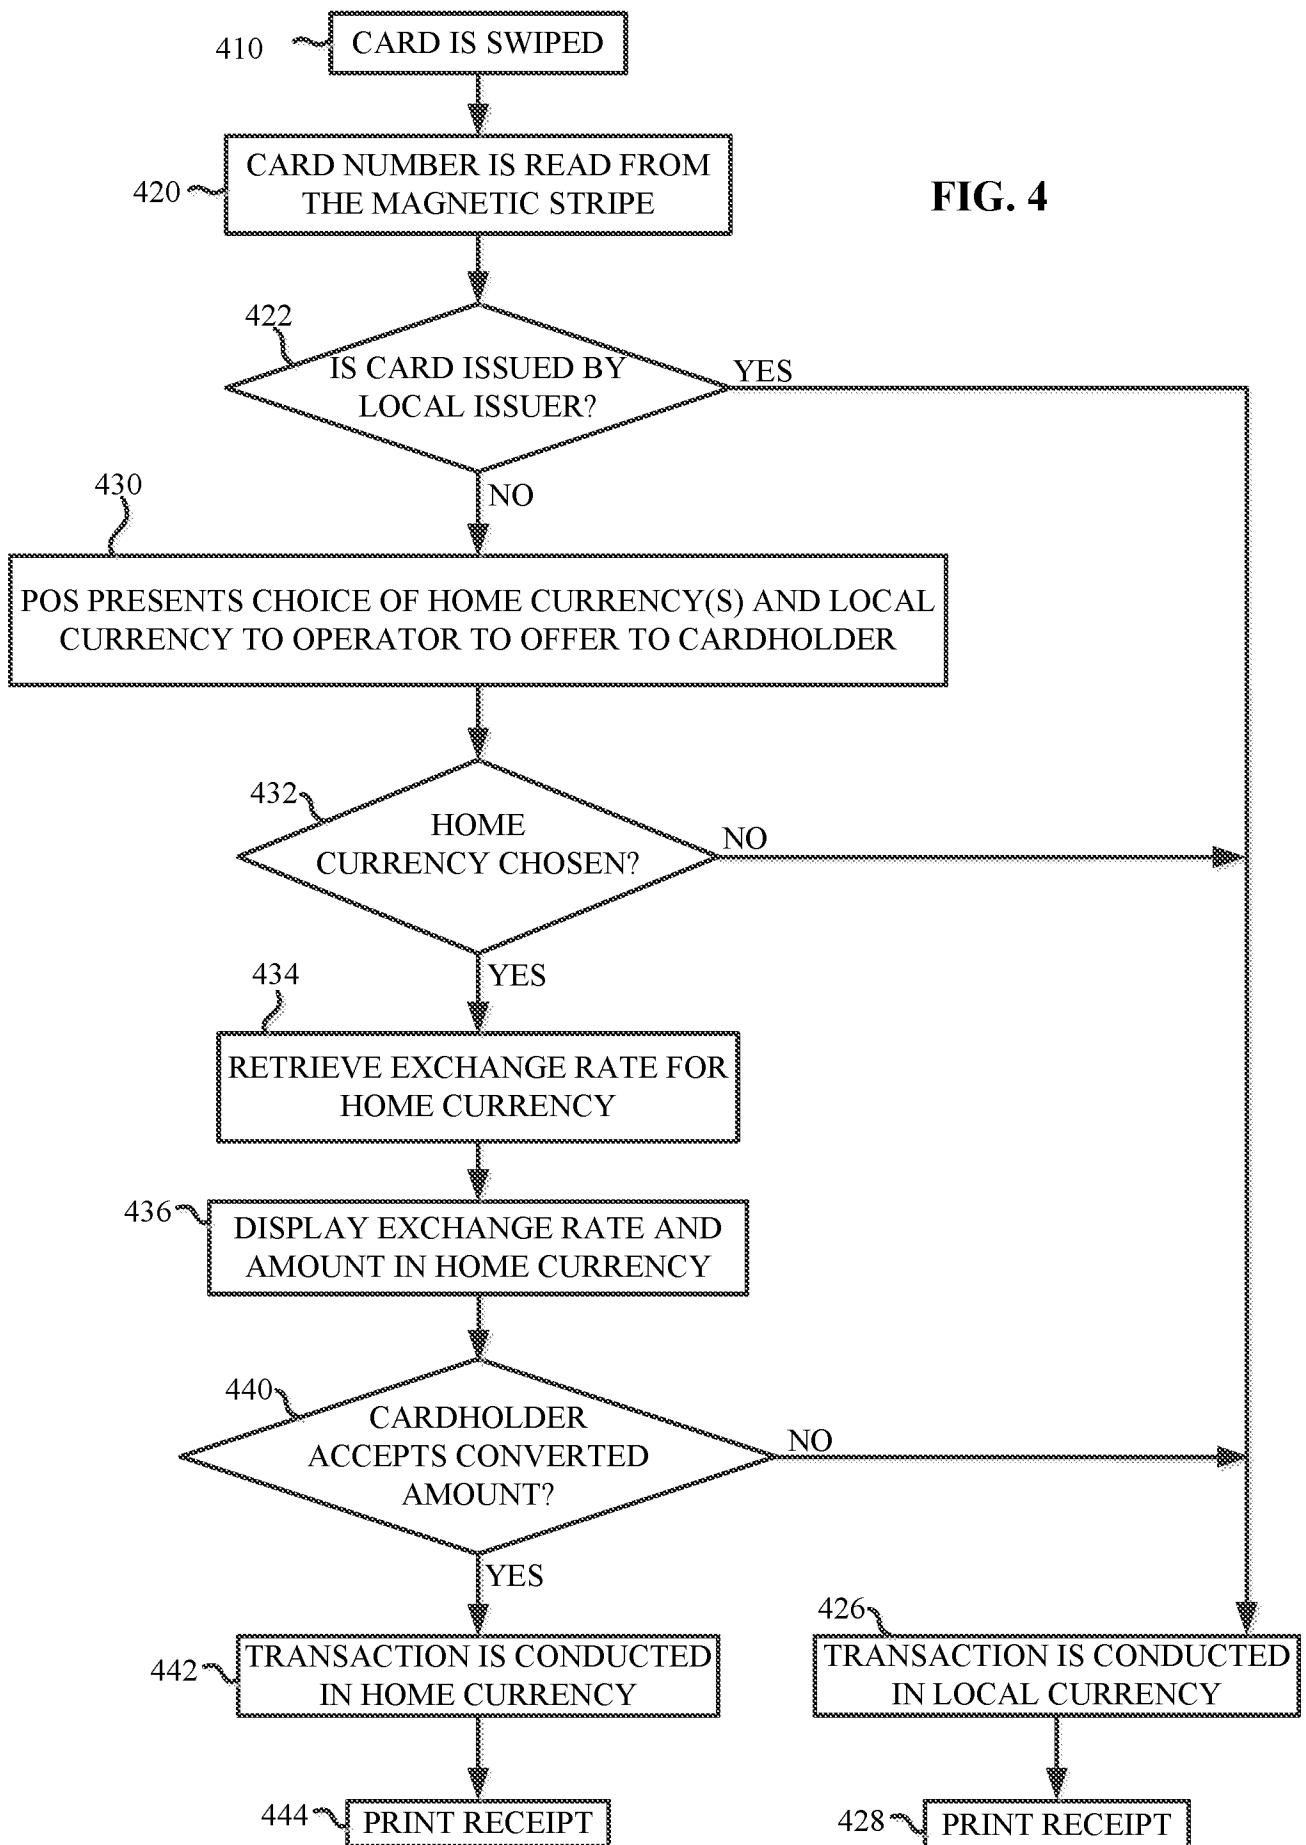 410
CARD IS SWIPED
420
CARD NUMBER IS READ FROM
THE MAGNETIC STRIPE
FIG. 4
422
IS CARD ISSUED BY
LOCAL ISSUER?
YES
NO
430
POS PRESENTS CHOICE OF HOME CURRENCY(S) AND LOCAL
CURRENCY TO OPERATOR TO OFFER TO CARDHOLDER
432
HOME
CURRENCY CHOSEN?
NO
YES
434
RETRIEVE EXCHANGE RATE FOR
HOME CURRENCY
436
DISPLAY EXCHANGE RATE AND
AMOUNT IN HOME CURRENCY
440
CARDHOLDER
ACCEPTS CONVERTED
AMOUNT?
NO
YES
442
TRANSACTION IS CONDUCTED
IN HOME CURRENCY
426
TRANSACTION IS CONDUCTED
IN LOCAL CURRENCY
444
PRINT RECEIPT
428
PRINT RECEIPT